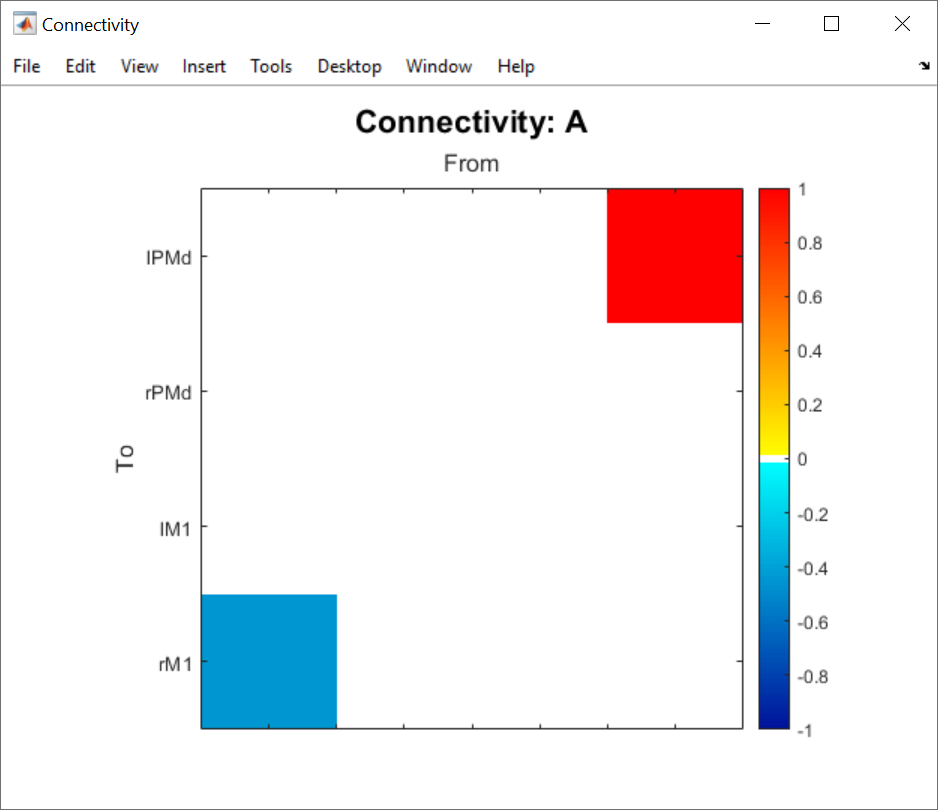 Connectivity
File Edit View Insert Tools Desktop Window Help
Connectivity: A
From
To
lPMd
rPMd
lM1
rM1
1
0.8
0.6
0.4
0.2
0
-0.2
-0.4
-0.6
-0.8
-1